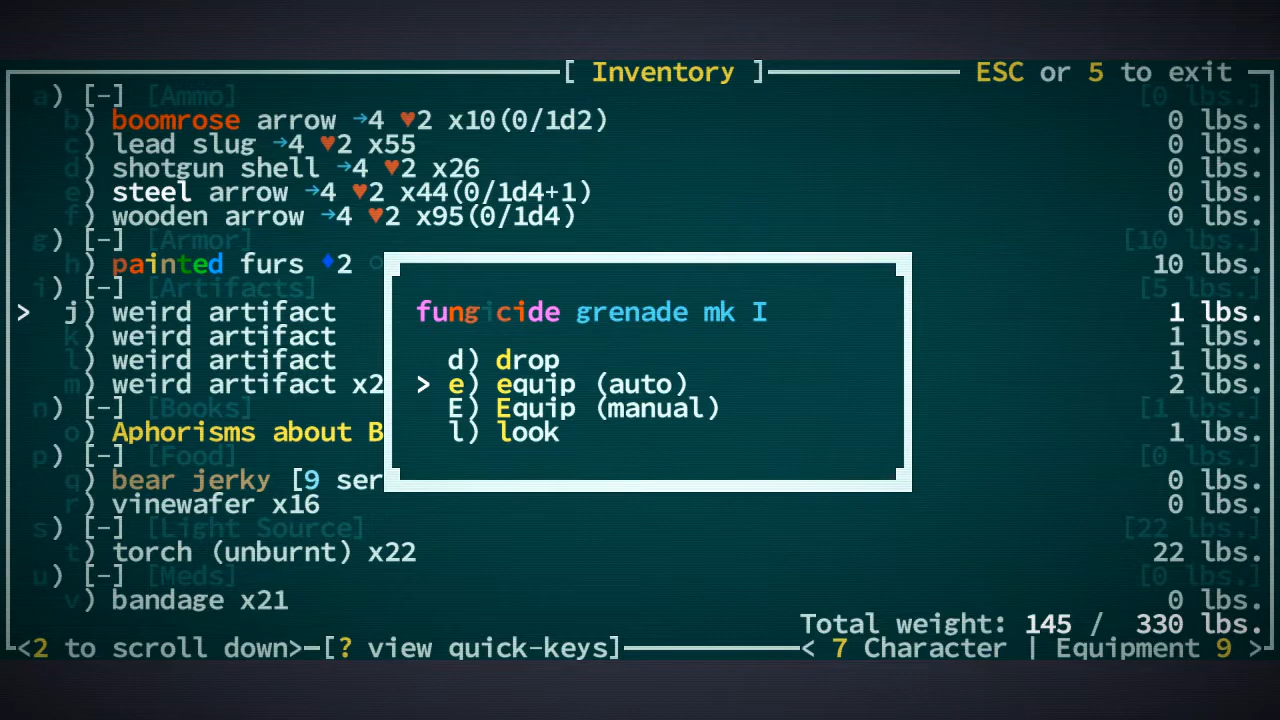 [ Inventory ] ESC or 5 to exit
a) [-] [Ammo] [0 lbs.]
b) boomrose arrow →4 ♥2 x10(0/1d2) 0 lbs.
c) lead slug →4 ♥2 x55 0 lbs.
d) shotgun shell →4 ♥2 x26 0 lbs.
e) steel arrow →4 ♥2 x44(0/1d4+1) 0 lbs.
f) wooden arrow →4 ♥2 x95(0/1d4) 0 lbs.
g) [-] [Armor] [10 lbs.]
h) painted furs ♦2 ○ 10 lbs.
i) [-] [Artifacts] [5 lbs.]
> j) weird artifact 1 lbs.
k) weird artifact 1 lbs.
l) weird artifact 1 lbs.
m) weird artifact x2 2 lbs.
n) [-] [Books] [1 lbs.]
o) Aphorisms about B 1 lbs.
p) [-] [Food] [0 lbs.]
q) bear jerky [9 ser 0 lbs.
r) vinewafer x16 0 lbs.
s) [-] [Light Source] [22 lbs.]
t) torch (unburnt) x22 22 lbs.
u) [-] [Meds] [0 lbs.]
v) bandage x21 0 lbs.
fungicide grenade mk I
d) drop
> e) equip (auto)
E) Equip (manual)
l) look
Total weight: 145 / 330 lbs.
<2 to scroll down> [? view quick-keys] < 7 Character | Equipment 9 >